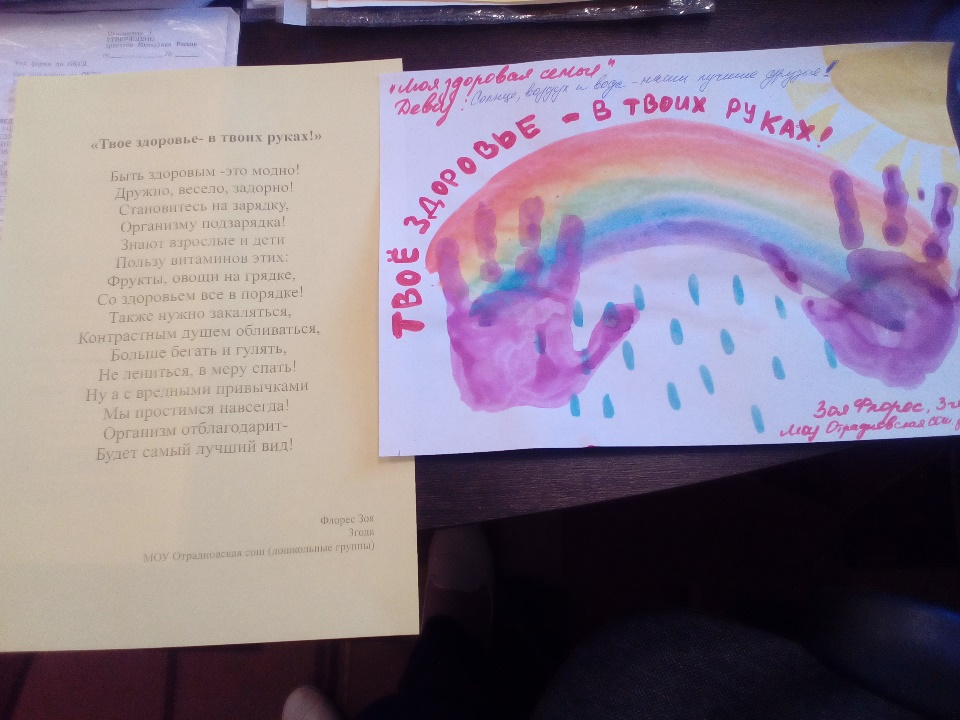 УТВЕРЖДЕНО
«Твое здоровье- в твоих руках!»
Быть здоровым -это модно!
Дружно, весело, задорно!
Становитесь на зарядку,
Организму подзарядка!
Знают взрослые и дети
Пользу витаминов этих:
Фрукты, овощи на грядке,
Со здоровьем все в порядке!
Также нужно закаляться,
Контрастным душем обливаться,
Больше бегать и гулять,
Не лениться, в меру спать!
Ну а с вредными привычками
Мы простимся навсегда!
Организм отблагодарит-
Будет самый лучший вид!
Флорес Зоя
3года
МОУ Отрадновская сош (дошкольные группы)
"Моя здоровая семья"
Девиз: Солнце, воздух и вода - наши лучшие друзья!
ТВОЁ ЗДОРОВЬЕ - В ТВОИХ РУКАХ!
Зоя Флорес, 3
МОУ Отрадновская сош